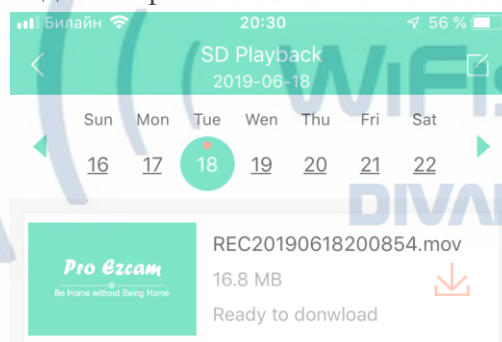 Билайн 20:30 56 %
SD Playback
2019-06-18
WiFi
Sun Mon Tue Wen Thu Fri Sat
16 17 18 19 20 21 22
REC20190618200854.mov
Pro Ezcam
Be Home without Being Home
16.8 MB
Ready to donwload